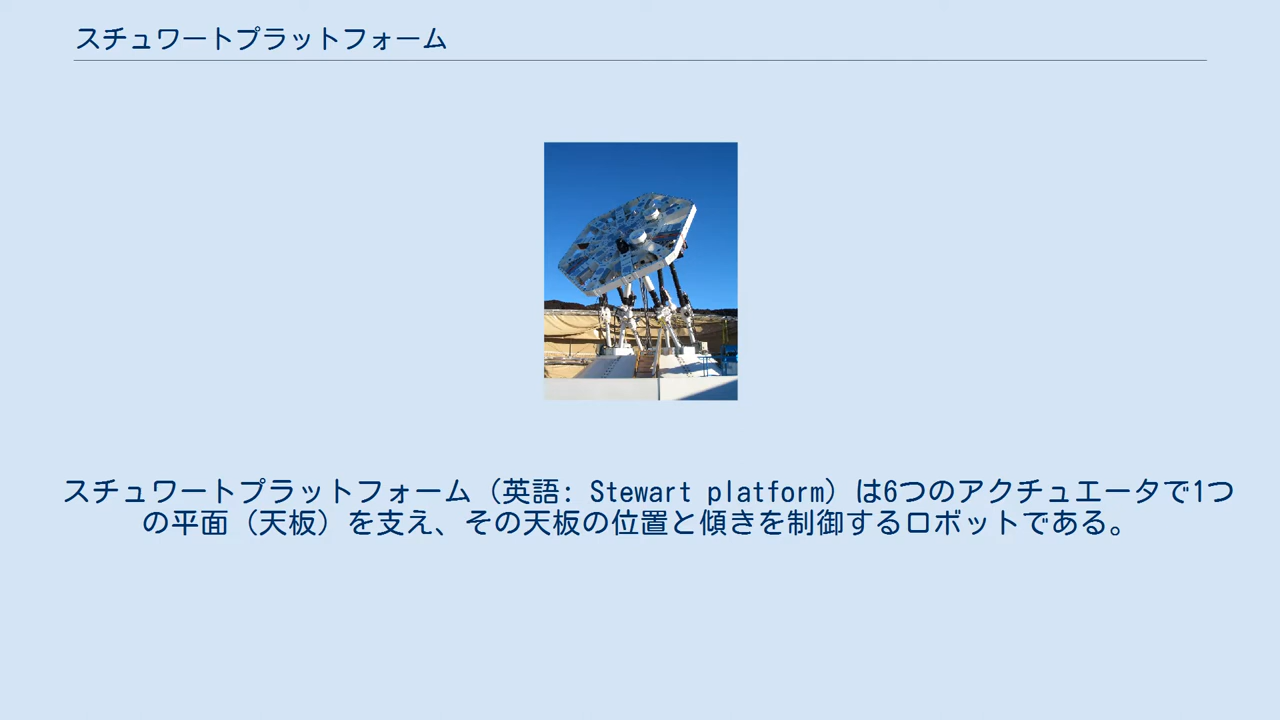 スチュワートプラットフォーム
スチュワートプラットフォーム（英語: Stewart platform）は6つのアクチュエータで1つ
の平面（天板）を支え、その天板の位置と傾きを制御するロボットである。